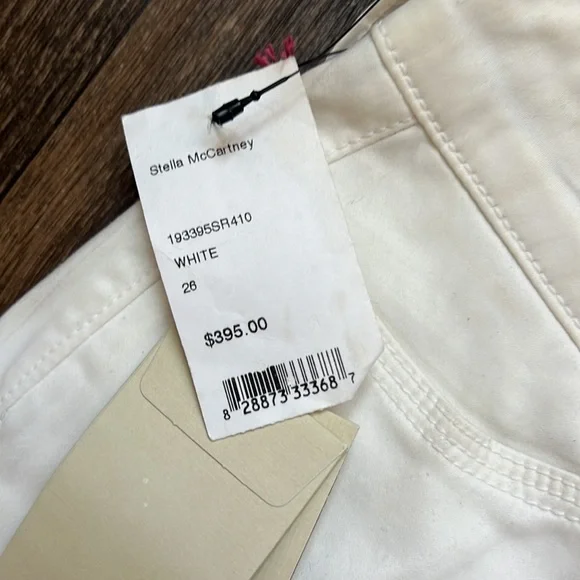 Stella McCartney
193395SR410
WHITE
26
$395.00
8 28873 33368 7